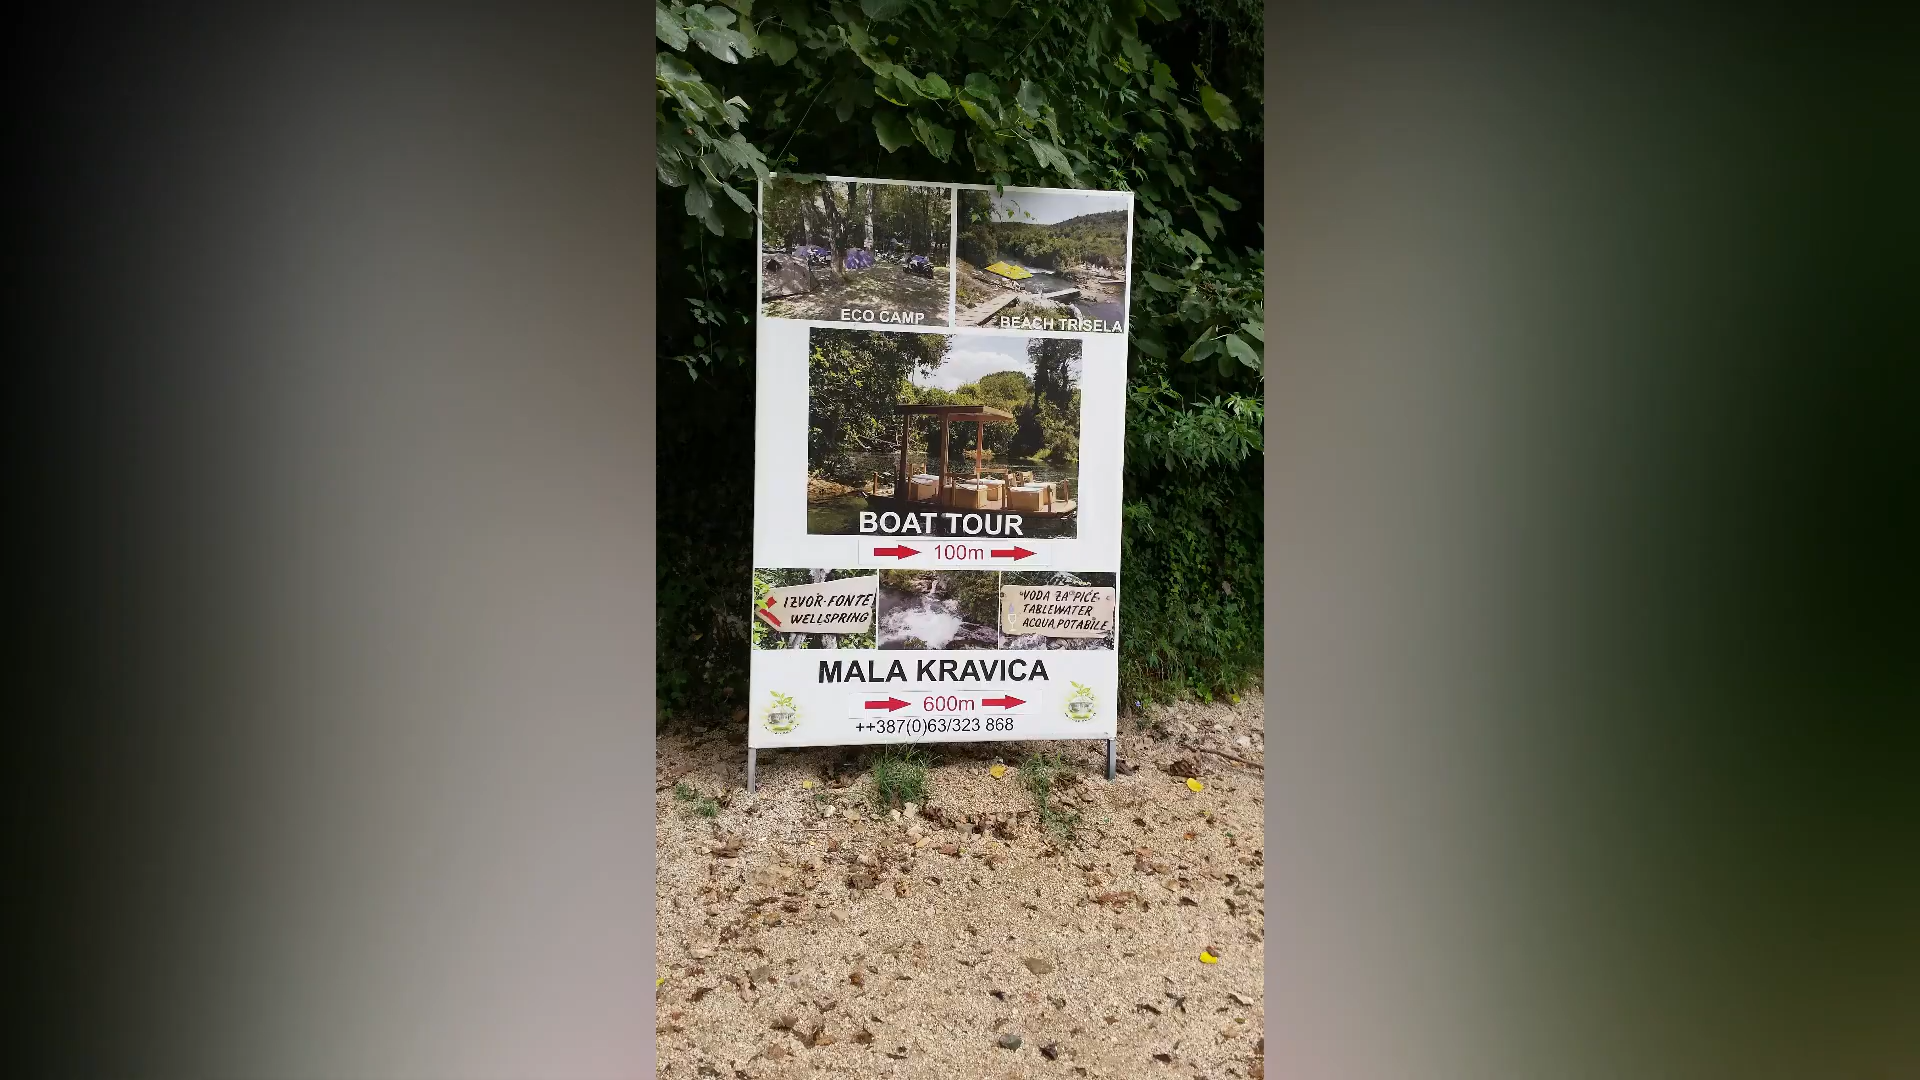 ECO CAMP
BEACH TRISELA
BOAT TOUR
100m
IZVOR-FONTE
WELLSPRING
VODA ZA PIĆE
TABLEWATER
ACQUA POTABILE
MALA KRAVICA
600m
++387(0)63/323 868